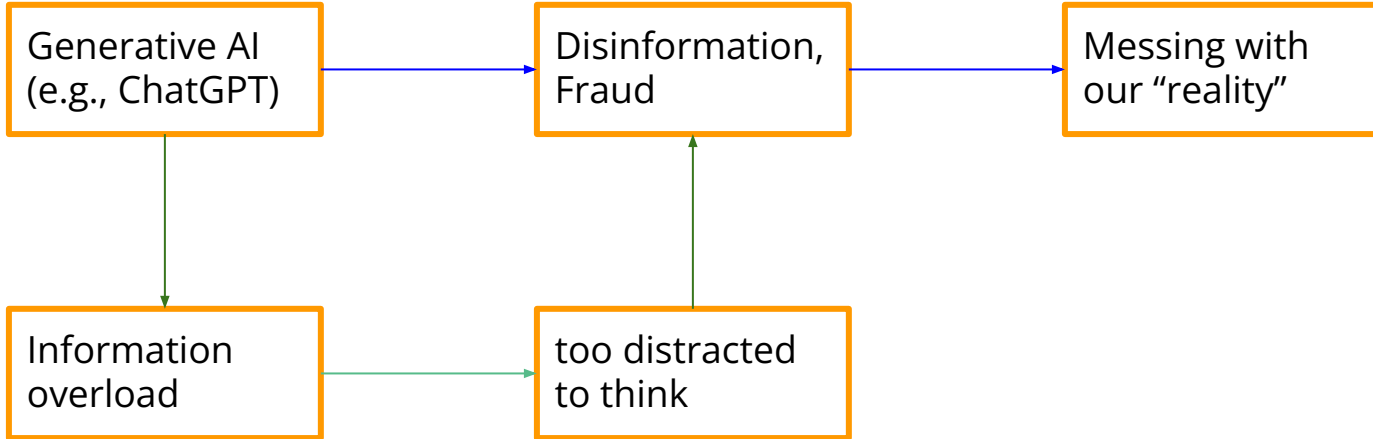 Generative AI
(e.g., ChatGPT)
Disinformation,
Fraud
Messing with
our “reality”
Information
overload
too distracted
to think